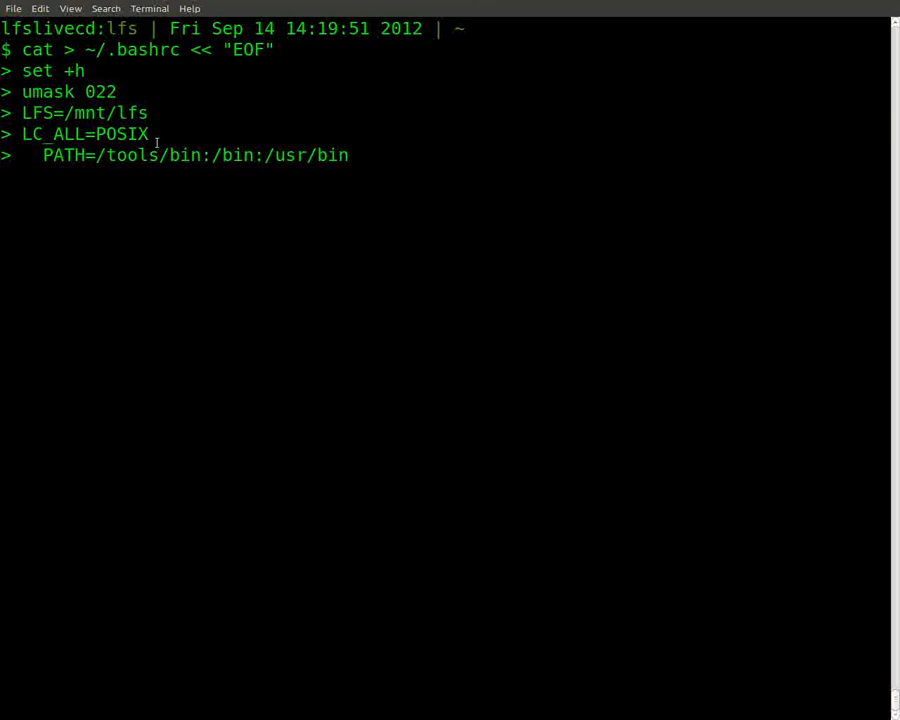 File Edit View Search Terminal Help
lfslivecd:lfs | Fri Sep 14 14:19:51 2012 | ~
$ cat > ~/.bashrc << "EOF"
> set +h
> umask 022
> LFS=/mnt/lfs
> LC_ALL=POSIX
>   PATH=/tools/bin:/bin:/usr/bin